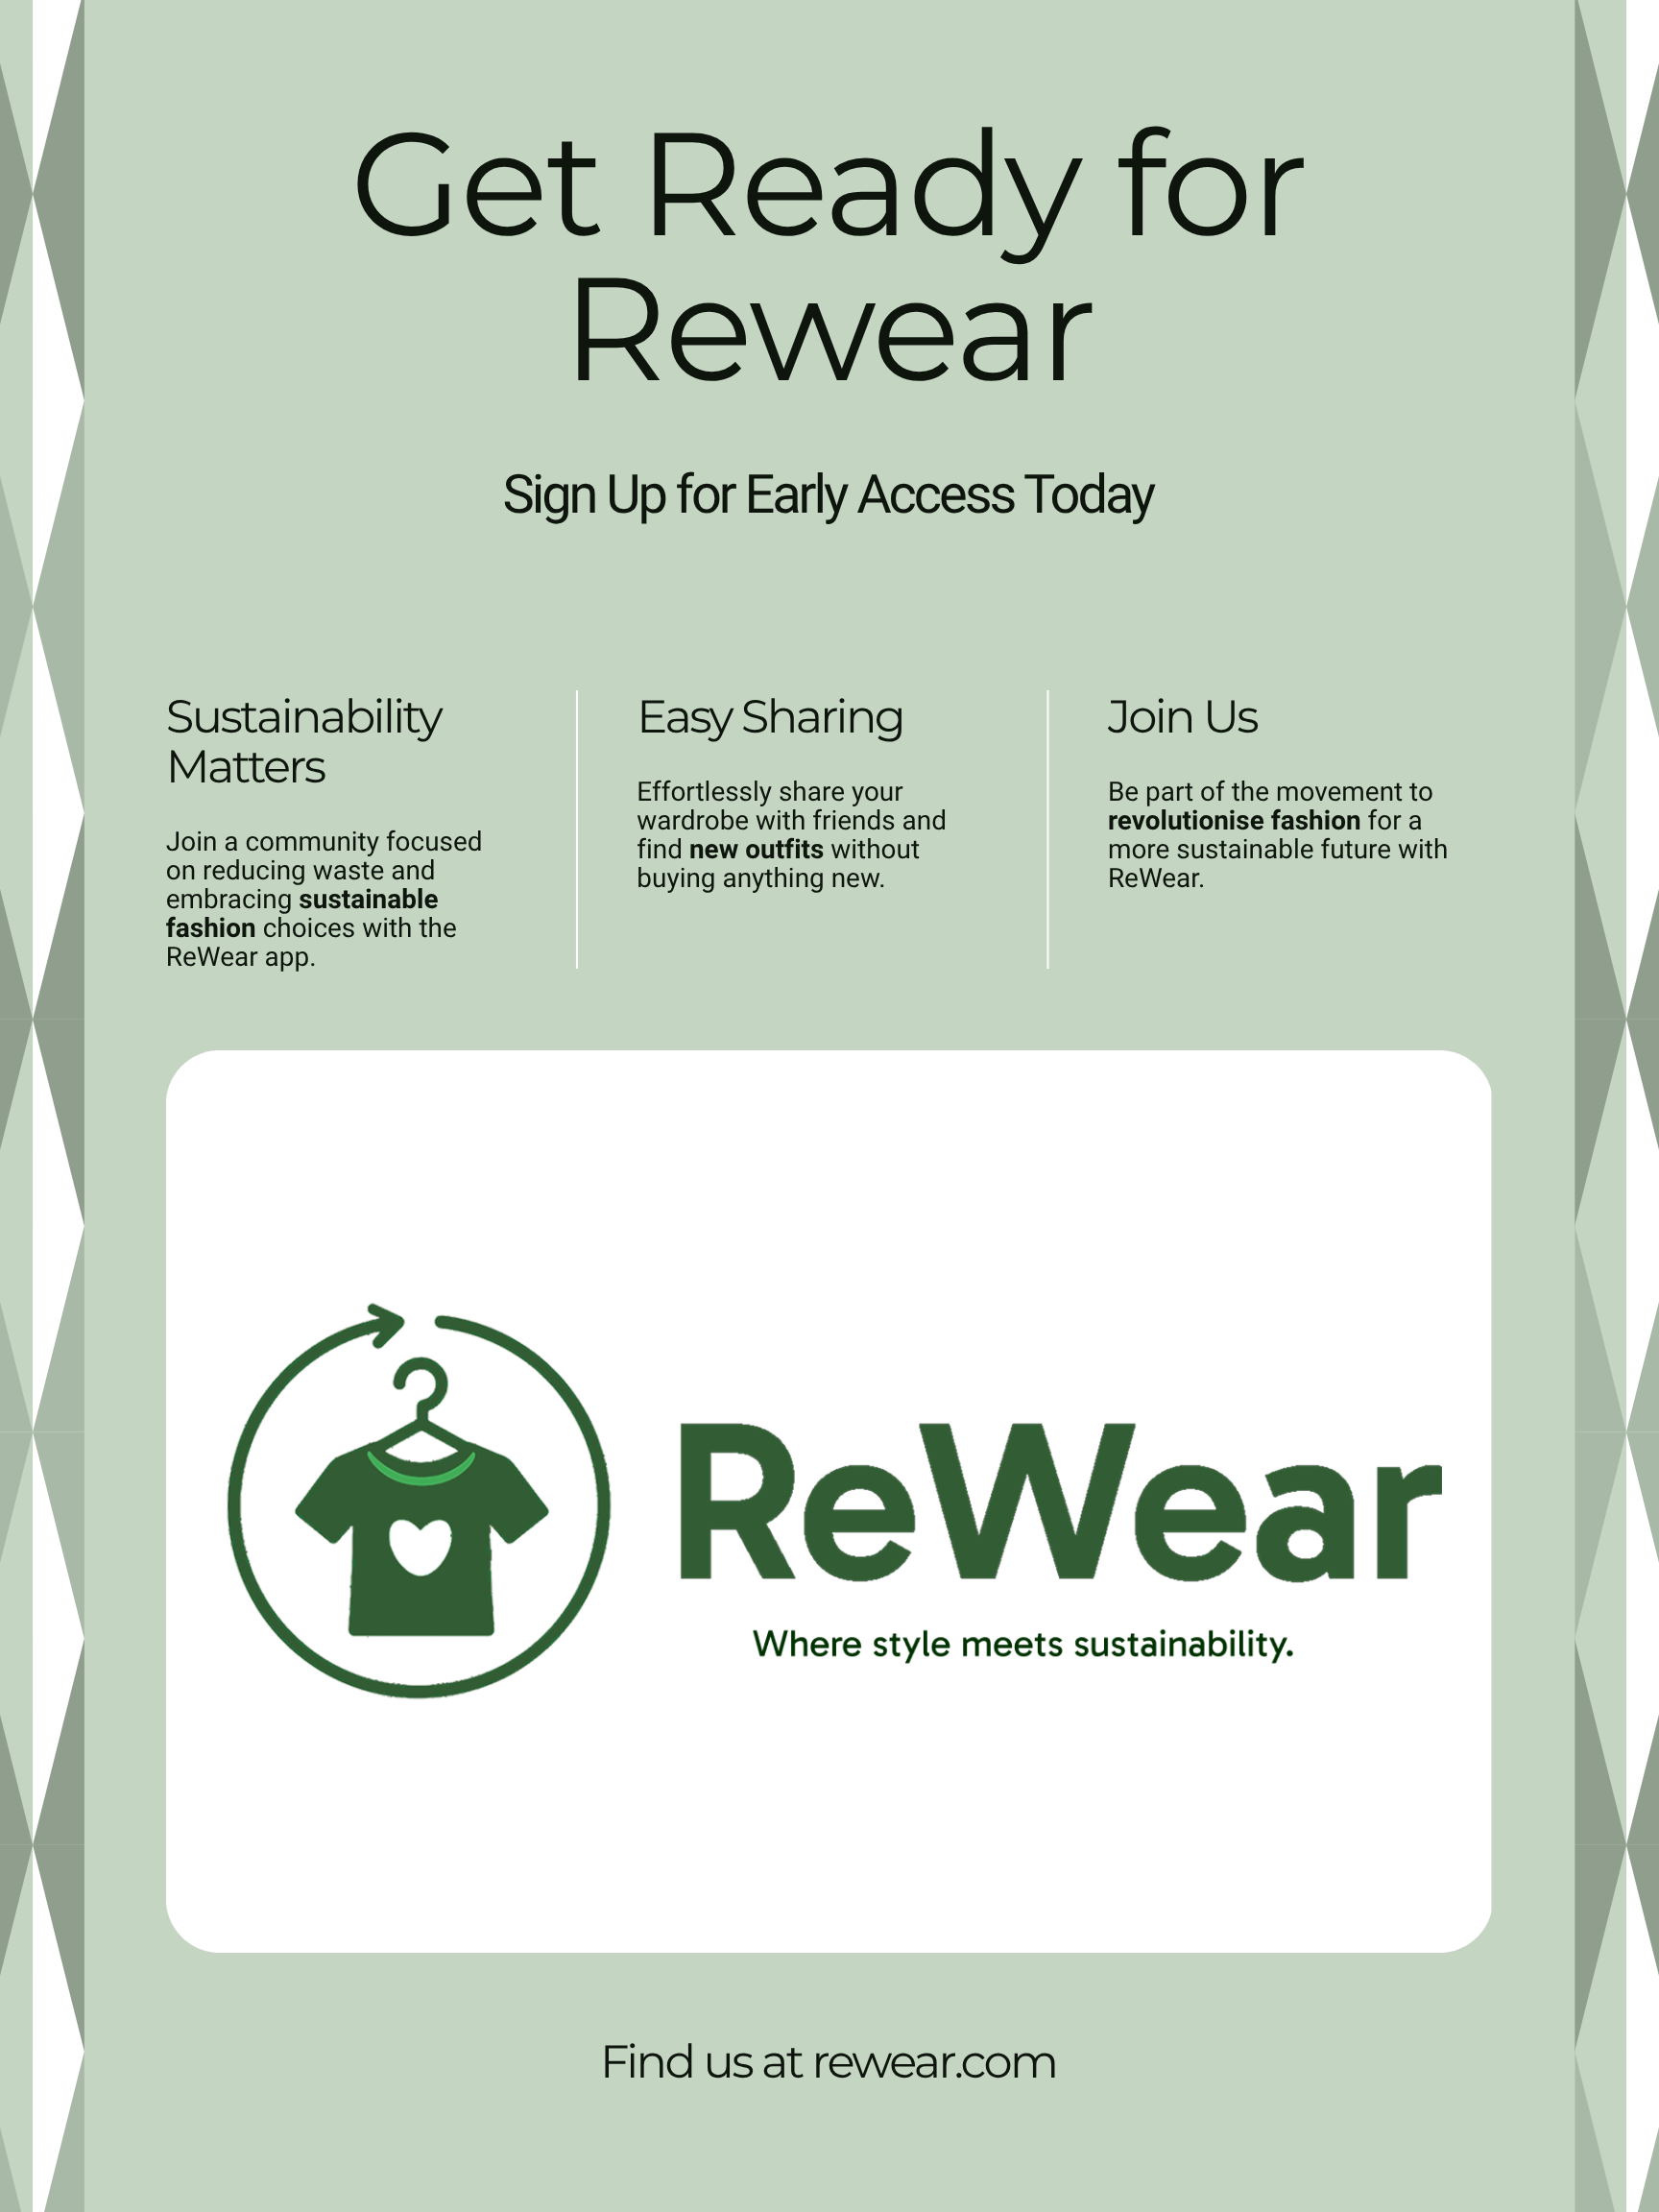 Get Ready for
Rewear
Sign Up for Early Access Today
Sustainability
Matters
Join a community focused
on reducing waste and
embracing sustainable
fashion choices with the
ReWear app.
Easy Sharing
Effortlessly share your
wardrobe with friends and
find new outfits without
buying anything new.
Join Us
Be part of the movement to
revolutionise fashion for a
more sustainable future with
ReWear.
ReWear
Where style meets sustainability.
Find us at rewear.com